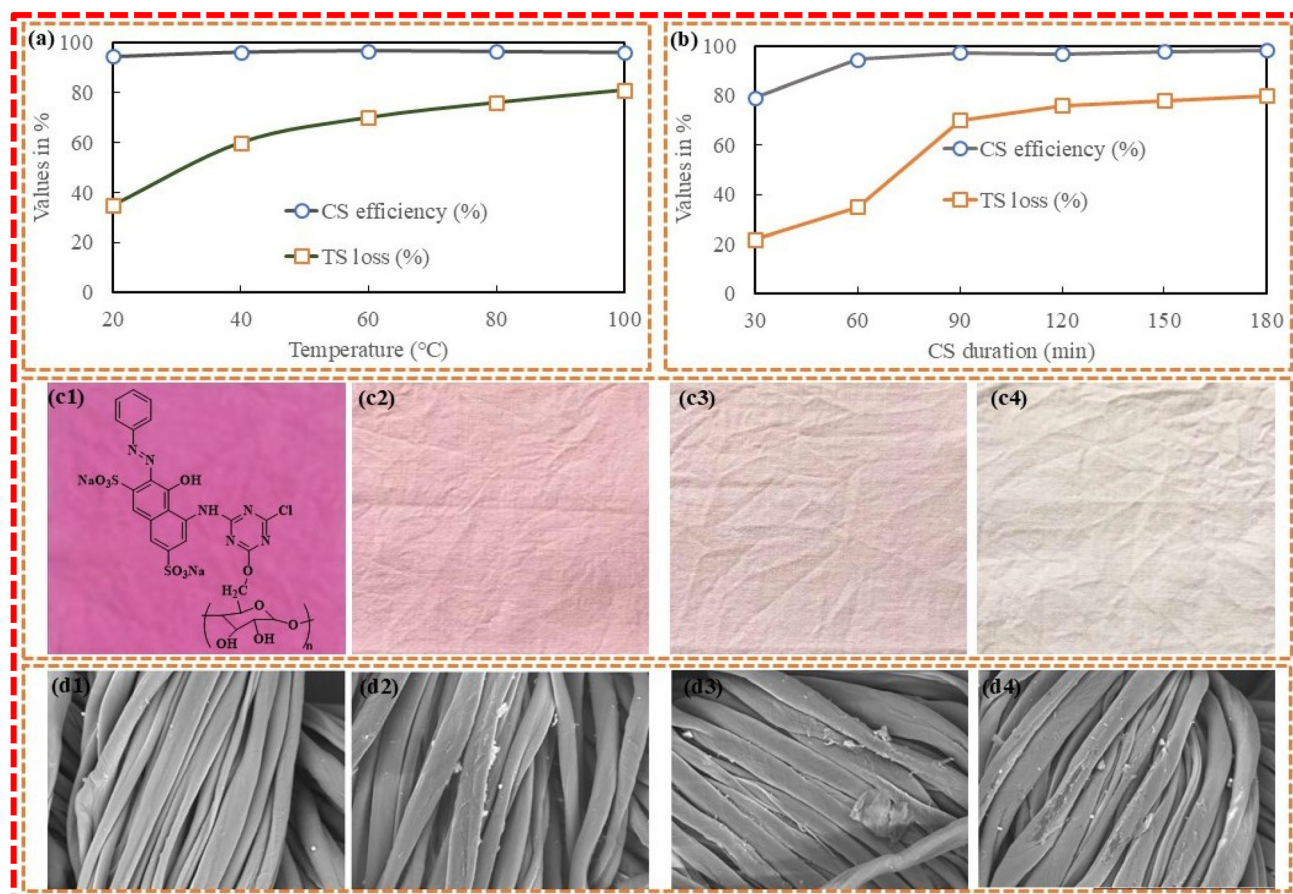 (a)
100
80
60
40
20
0
Values in %
CS efficiency (%)
TS loss (%)
20 40 60 80 100
Temperature (°C)
(b)
100
80
60
40
20
0
Values in %
CS efficiency (%)
TS loss (%)
30 60 90 120 150 180
CS duration (min)
(c1)
N
N
NaO₃S
OH
NH
N
Cl
N
N
SO₃Na
O
H₂C
O
O
OH
OH
n
(c2)
(c3)
(c4)
(d1)
(d2)
(d3)
(d4)